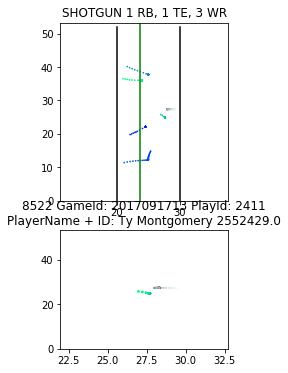 SHOTGUN 1 RB, 1 TE, 3 WR
50
40
30
20
10
0
20 30
8522 GameId: 2017091713 PlayId: 2411
PlayerName + ID: Ty Montgomery 2552429.0
40
20
0
22.5 25.0 27.5 30.0 32.5